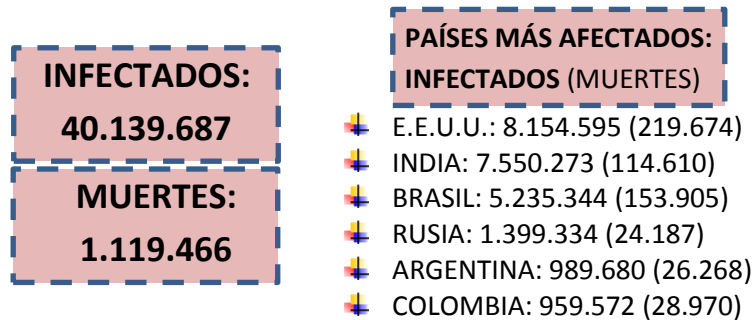 INFECTADOS:
40.139.687
MUERTES:
1.119.466
PAÍSES MÁS AFECTADOS:
INFECTADOS (MUERTES)
E.E.U.U.: 8.154.595 (219.674)
INDIA: 7.550.273 (114.610)
BRASIL: 5.235.344 (153.905)
RUSIA: 1.399.334 (24.187)
ARGENTINA: 989.680 (26.268)
COLOMBIA: 959.572 (28.970)